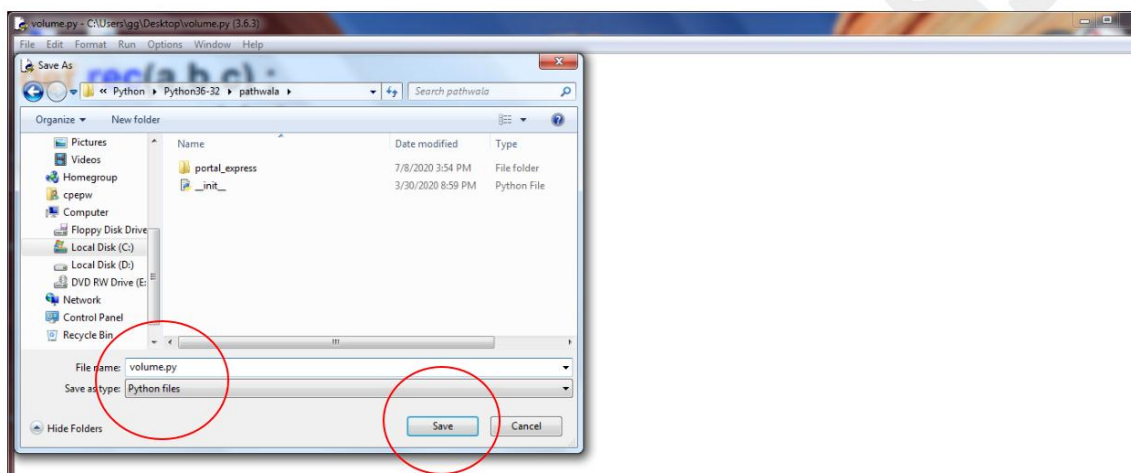 volume.py - C:\Users\gg\Desktop\volume.py (3.6.3)
File Edit Format Run Options Window Help
Save As
rec(a,b,c) :
« Python Python36-32 pathwala
Search pathwala
Organize New folder
Pictures
Videos
Homegroup
cpepw
Computer
Floppy Disk Drive
Local Disk (C:)
Local Disk (D:)
DVD RW Drive (E:
Network
Control Panel
Recycle Bin
Name Date modified Type
portal_express 7/8/2020 3:54 PM File folder
__init__ 3/30/2020 8:59 PM Python File
File name: volume.py
Save as type: Python files
Hide Folders
Save Cancel